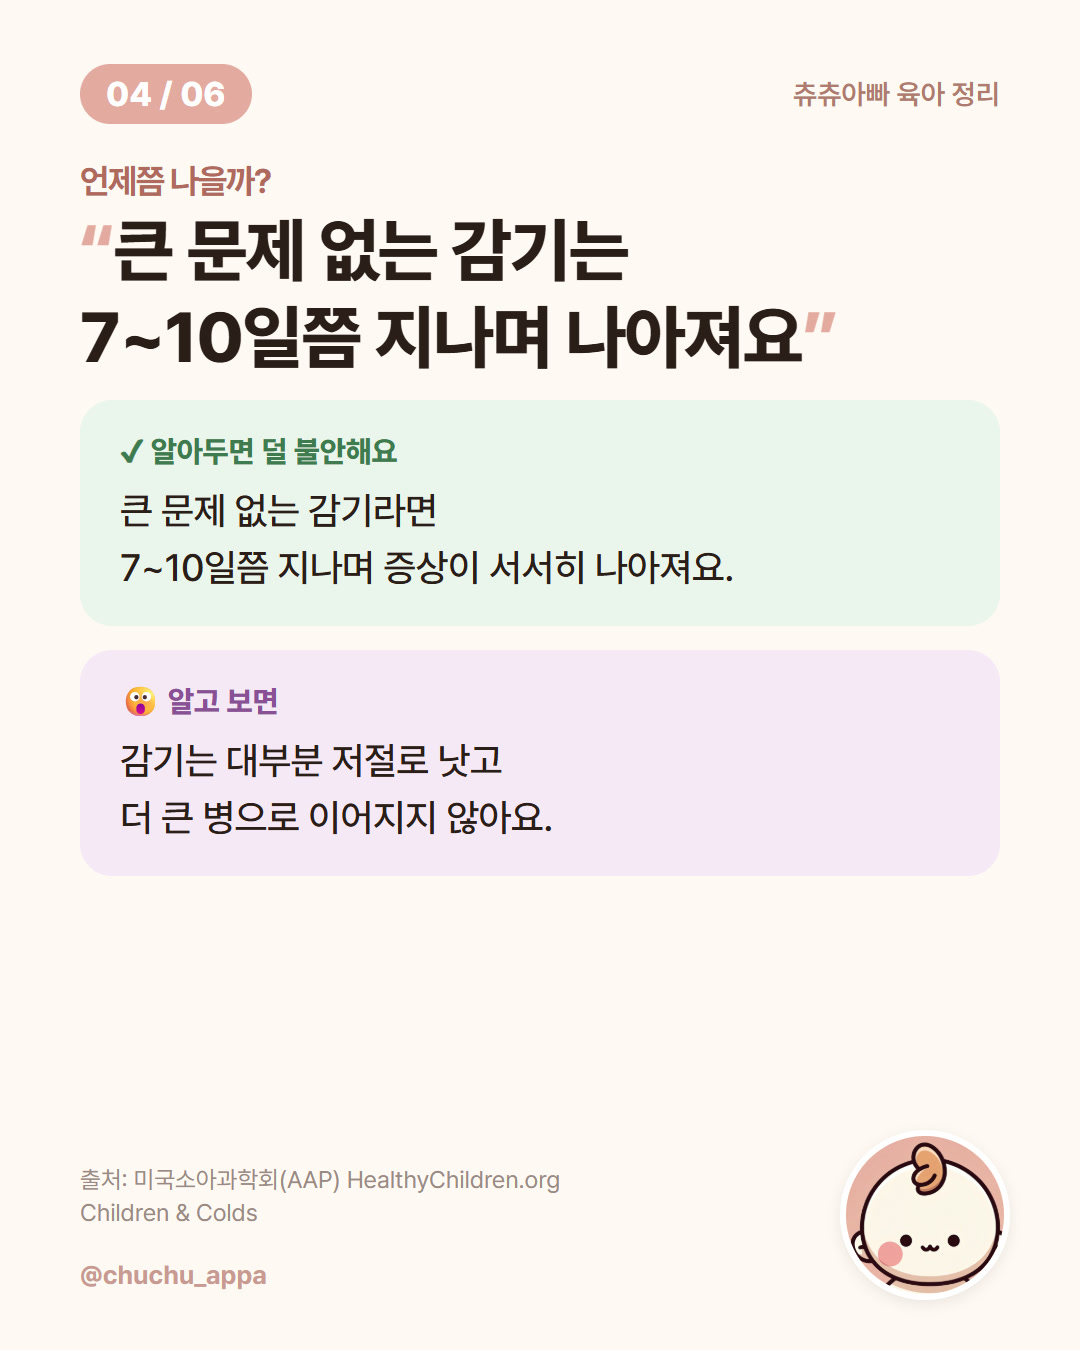 04 / 06
츄츄아빠 육아 정리
언제쯤 나을까?
“큰 문제 없는 감기는
7~10일쯤 지나며 나아져요”
✓ 알아두면 덜 불안해요
큰 문제 없는 감기라면
7~10일쯤 지나며 증상이 서서히 나아져요.
😲 알고 보면
감기는 대부분 저절로 낫고
더 큰 병으로 이어지지 않아요.
출처: 미국소아과학회(AAP) HealthyChildren.org
Children & Colds
@chuchu_appa